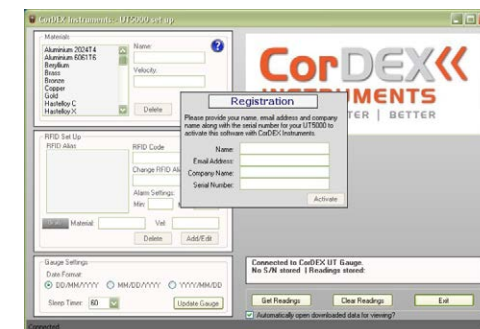 CorDEX Instruments - UT5000 set up
Materials
Aluminium 2024T4
Aluminium 6061T6
Beryllium
Brass
Bronze
Copper
Gold
Hastelloy C
Hastelloy X
Name:
Velocity:
Delete
CorDEX
INSTRUMENTS
TER | BETTER
Registration
Please provide your name, email address and company
name along with the serial number for your UT5000 to
activate this software with CorDEX Instruments.
Name:
Email Address:
Company Name:
Serial Number:
Activate
RFID Set Up
RFID Alias
RFID Code
Change RFID Ali
Alarm Settings:
Min
Material:
Vel:
Delete
Add/Edit
Gauge Settings
Date Format:
DD/MM/YYYY
MM/DD/YYYY
YYYY/MM/DD
Sleep Timer
60
Update Gauge
Connected to CorDEX UT Gauge.
No S/N stored | Readings stored:
Get Readings
Clear Readings
Exit
Automatically open downloaded data for viewing?
Connected